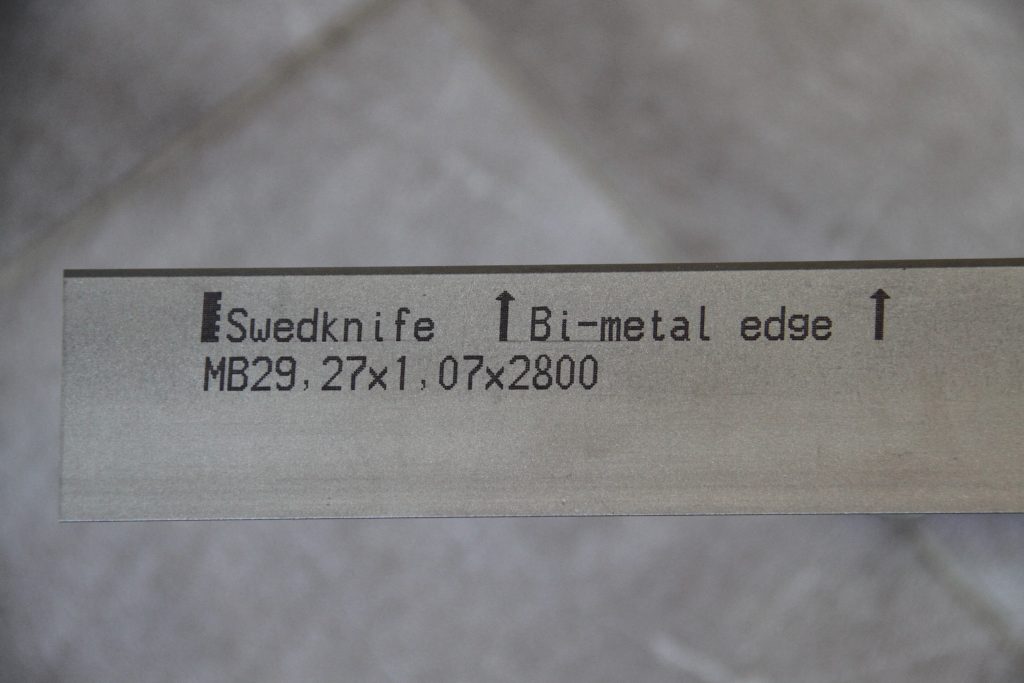 Swedknife ↑ Bi-metal edge ↑
MB29,27x1,07x2800